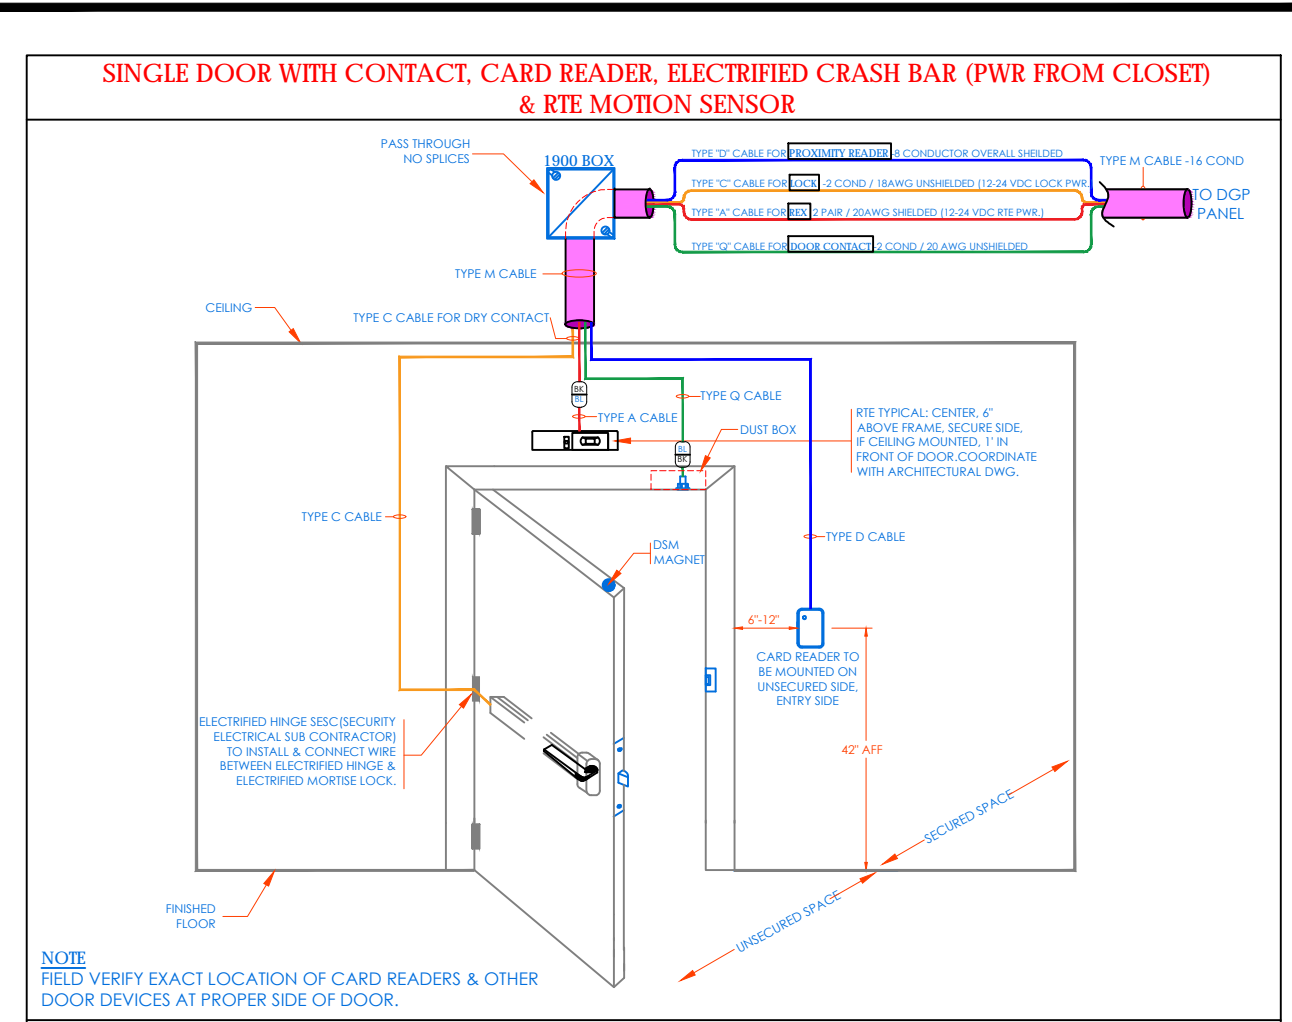 SINGLE DOOR WITH CONTACT, CARD READER, ELECTRIFIED CRASH BAR (PWR FROM CLOSET)
& RTE MOTION SENSOR
PASS THROUGH
NO SPLICES
1900 BOX
TYPE "D" CABLE FOR PROXIMITY READER-8 CONDUCTOR OVERALL SHEILDED
TYPE "C" CABLE FOR LOCK -2 COND / 18AWG UNSHIELDED (12-24 VDC LOCK PWR.
TYPE "A" CABLE FOR REX 2 PAIR / 20AWG SHIELDED (12-24 VDC RTE PWR.)
TYPE "Q" CABLE FOR DOOR CONTACT-2 COND / 20 AWG UNSHIELDED
TYPE M CABLE -16 COND
TO DGP
PANEL
TYPE M CABLE
CEILING
TYPE C CABLE FOR DRY CONTACT
BK
BL
TYPE Q CABLE
TYPE A CABLE
DUST BOX
BL
BK
RTE TYPICAL: CENTER, 6"
ABOVE FRAME, SECURE SIDE,
IF CEILING MOUNTED, 1' IN
FRONT OF DOOR.COORDINATE
WITH ARCHITECTURAL DWG.
TYPE C CABLE
TYPE D CABLE
DSM
MAGNET
6"-12"
CARD READER TO
BE MOUNTED ON
UNSECURED SIDE,
ENTRY SIDE
ELECTRIFIED HINGE SESC(SECURITY
ELECTRICAL SUB CONTRACTOR)
TO INSTALL & CONNECT WIRE
BETWEEN ELECTRIFIED HINGE &
ELECTRIFIED MORTISE LOCK.
42" AFF
SECURED SPACE
UNSECURED SPACE
FINISHED
FLOOR
NOTE
FIELD VERIFY EXACT LOCATION OF CARD READERS & OTHER
DOOR DEVICES AT PROPER SIDE OF DOOR.